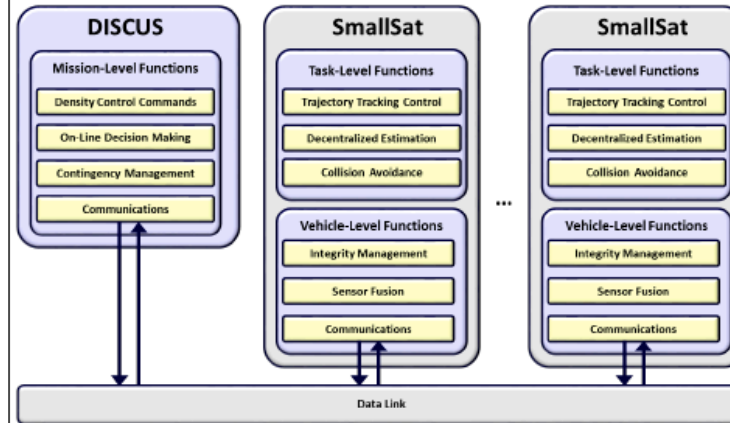 DISCUS
Mission-Level Functions
Density Control Commands
On-Line Decision Making
Contingency Management
Communications
SmallSat
Task-Level Functions
Trajectory Tracking Control
Decentralized Estimation
Collision Avoidance
Vehicle-Level Functions
Integrity Management
Sensor Fusion
Communications
...
SmallSat
Task-Level Functions
Trajectory Tracking Control
Decentralized Estimation
Collision Avoidance
Vehicle-Level Functions
Integrity Management
Sensor Fusion
Communications
Data Link